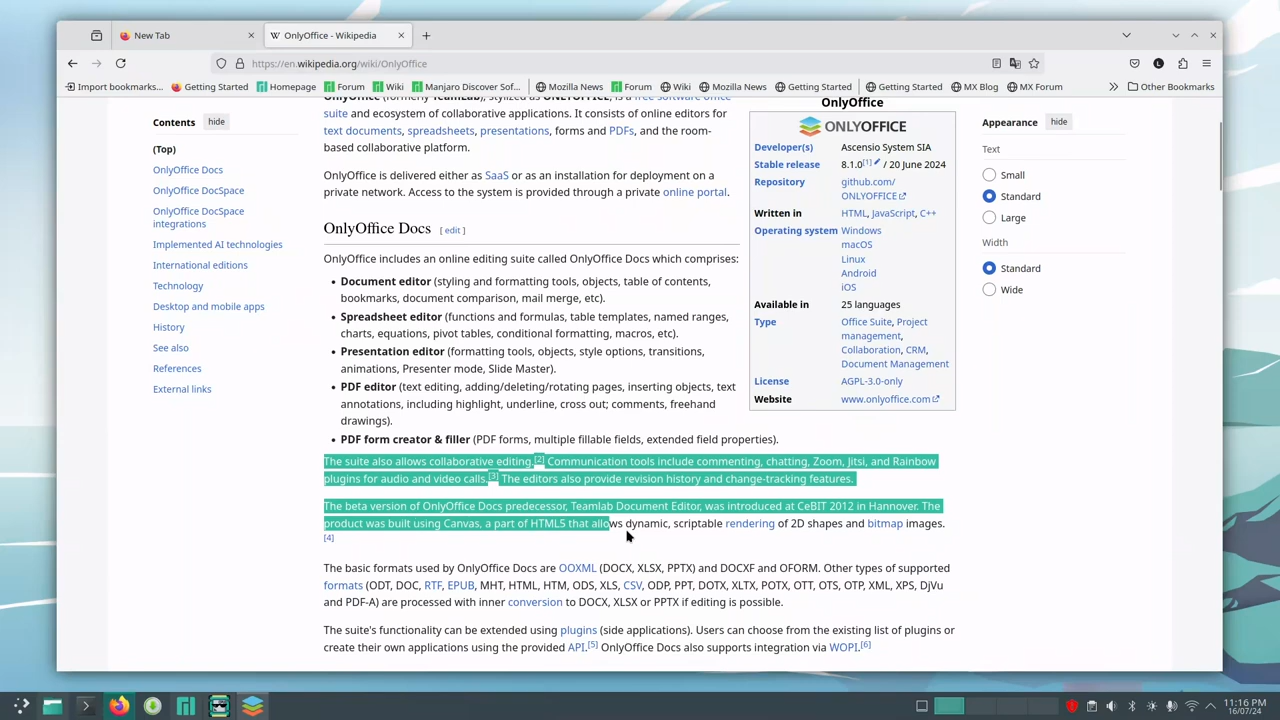 New Tab
OnlyOffice - Wikipedia
https://en.wikipedia.org/wiki/OnlyOffice
Import bookmarks...
Getting Started
Homepage
Forum
Wiki
Manjaro Discover Sof...
Mozilla News
Forum
Wiki
Mozilla News
Getting Started
Getting Started
MX Blog
MX Forum
Other Bookmarks
Contents hide
(Top)
OnlyOffice Docs
OnlyOffice DocSpace
OnlyOffice DocSpace
integrations
Implemented AI technologies
International editions
Technology
Desktop and mobile apps
History
See also
References
External links
OnlyOffice (formerly TeamLab), stylized as ONLYOFFICE, is a free software office
suite and ecosystem of collaborative applications. It consists of online editors for
text documents, spreadsheets, presentations, forms and PDFs, and the room-
based collaborative platform.
OnlyOffice is delivered either as SaaS or as an installation for deployment on a
private network. Access to the system is provided through a private online portal.
OnlyOffice Docs [ edit ]
OnlyOffice includes an online editing suite called OnlyOffice Docs which comprises:
• Document editor (styling and formatting tools, objects, table of contents,
bookmarks, document comparison, mail merge, etc).
• Spreadsheet editor (functions and formulas, table templates, named ranges,
charts, equations, pivot tables, conditional formatting, macros, etc).
• Presentation editor (formatting tools, objects, style options, transitions,
animations, Presenter mode, Slide Master).
• PDF editor (text editing, adding/deleting/rotating pages, inserting objects, text
annotations, including highlight, underline, cross out; comments, freehand
drawings).
• PDF form creator & filler (PDF forms, multiple fillable fields, extended field properties).
The suite also allows collaborative editing.[2] Communication tools include commenting, chatting, Zoom, Jitsi, and Rainbow
plugins for audio and video calls.[3] The editors also provide revision history and change-tracking features.
The beta version of OnlyOffice Docs predecessor, Teamlab Document Editor, was introduced at CeBIT 2012 in Hannover. The
product was built using Canvas, a part of HTML5 that allows dynamic, scriptable rendering of 2D shapes and bitmap images.
[4]
The basic formats used by OnlyOffice Docs are OOXML (DOCX, XLSX, PPTX) and DOCXF and OFORM. Other types of supported
formats (ODT, DOC, RTF, EPUB, MHT, HTML, HTM, ODS, XLS, CSV, ODP, PPT, DOTX, XLTX, POTX, OTT, OTS, OTP, XML, XPS, DjVu
and PDF-A) are processed with inner conversion to DOCX, XLSX or PPTX if editing is possible.
The suite's functionality can be extended using plugins (side applications). Users can choose from the existing list of plugins or
create their own applications using the provided API.[5] OnlyOffice Docs also supports integration via WOPI.[6]
OnlyOffice
ONLYOFFICE
Developer(s) Ascensio System SIA
Stable release 8.1.0[1] / 20 June 2024
Repository github.com/
ONLYOFFICE
Written in HTML, JavaScript, C++
Operating system Windows
macOS
Linux
Android
iOS
Available in 25 languages
Type Office Suite, Project
management,
Collaboration, CRM,
Document Management
License AGPL-3.0-only
Website www.onlyoffice.com
Appearance hide
Text
Small
Standard
Large
Width
Standard
Wide
11:16 PM
16/07/24